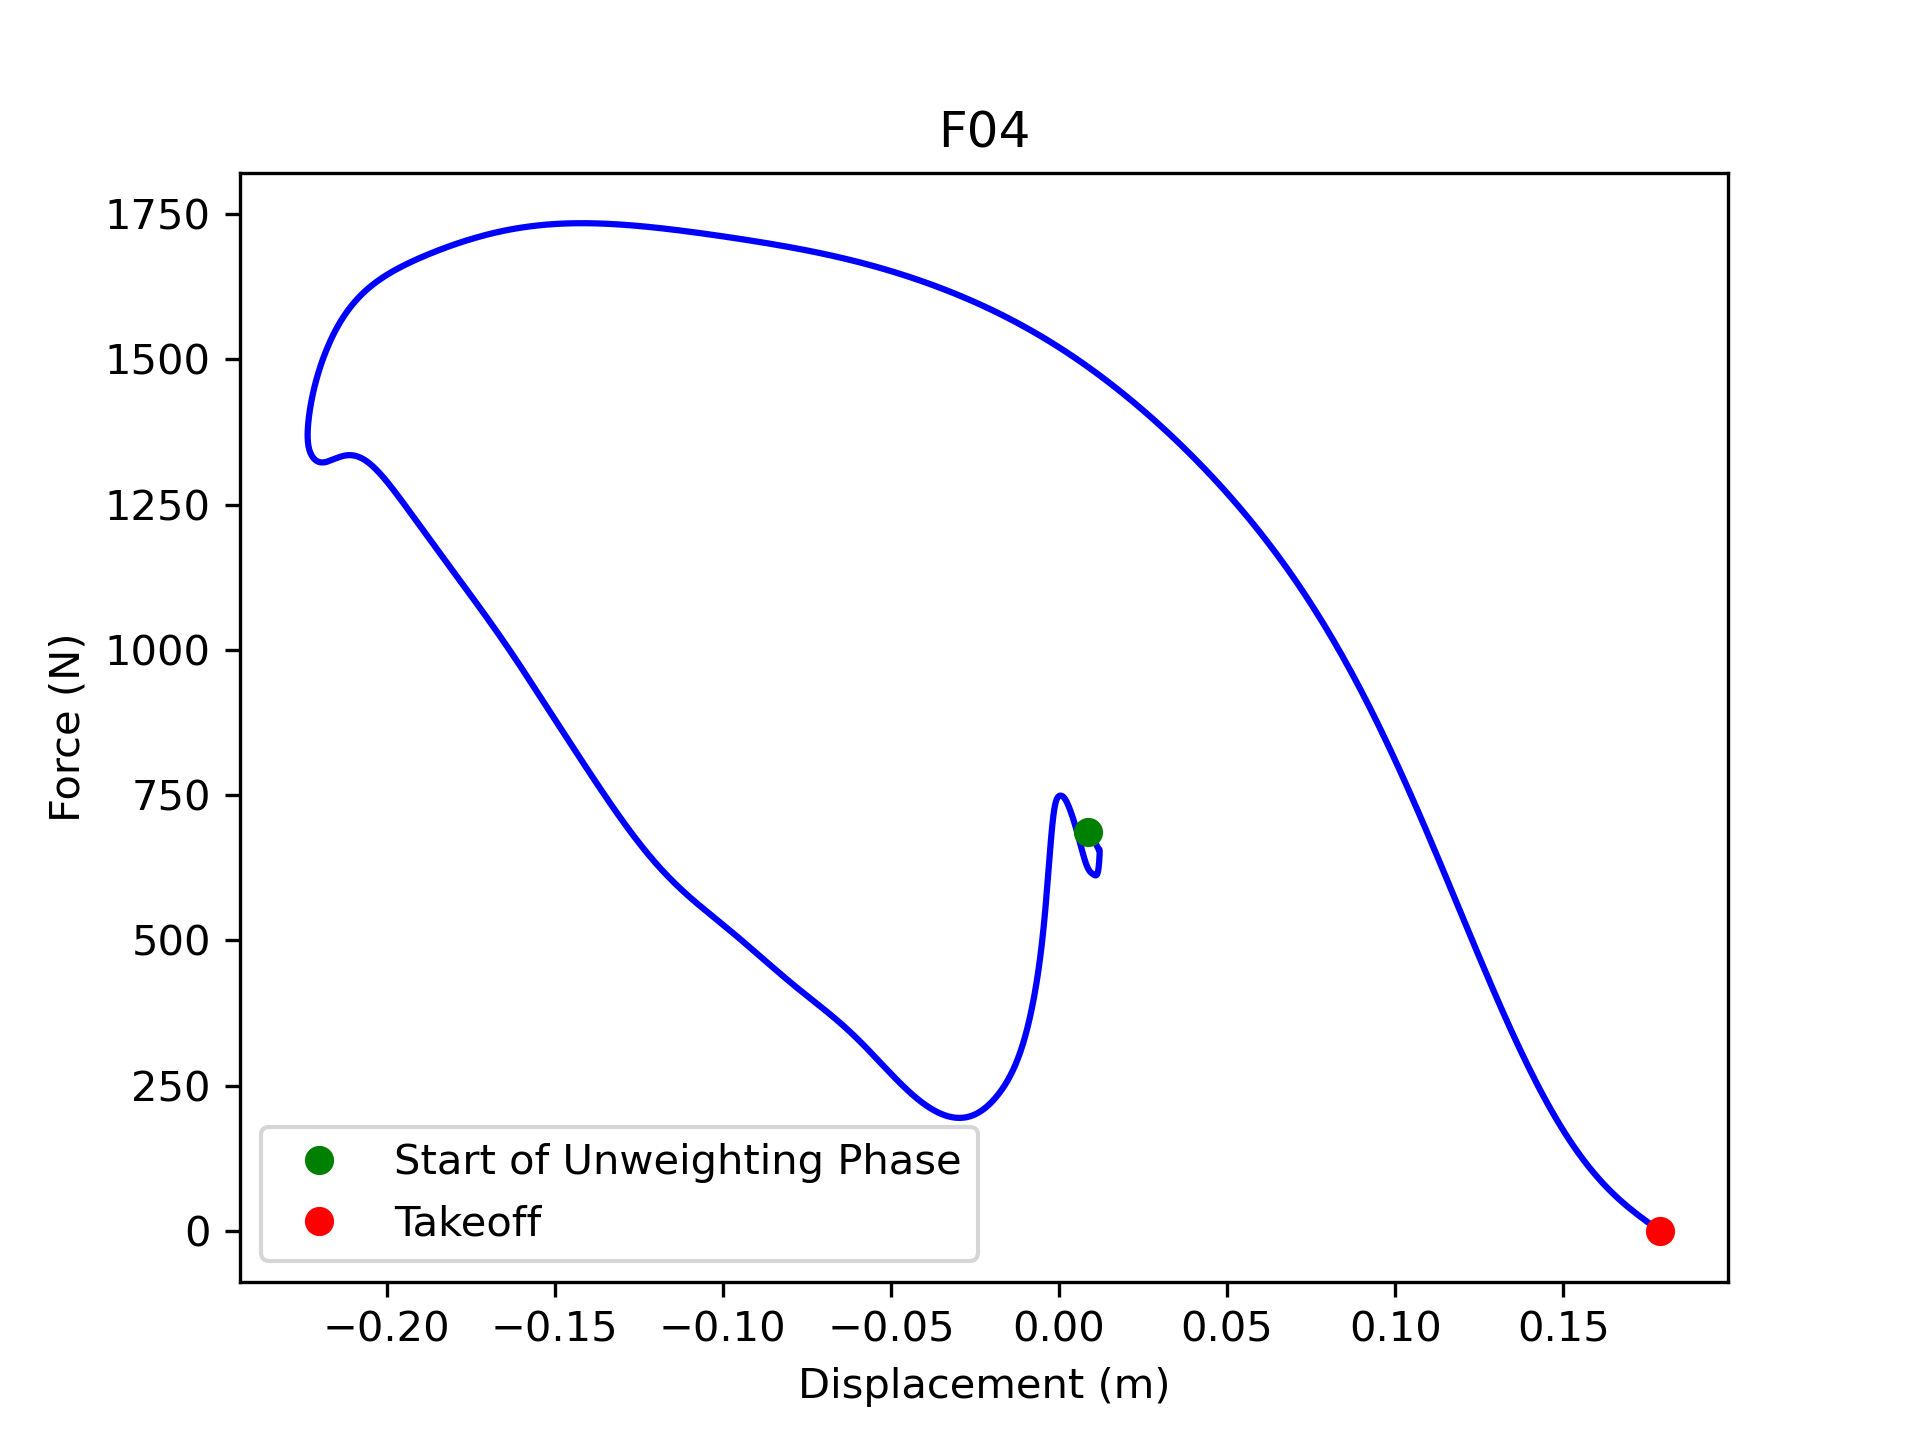 F04
1750
1500
1250
1000
750
500
250
0
Force (N)
Start of Unweighting Phase
Takeoff
−0.20 −0.15 −0.10 −0.05 0.00 0.05 0.10 0.15
Displacement (m)